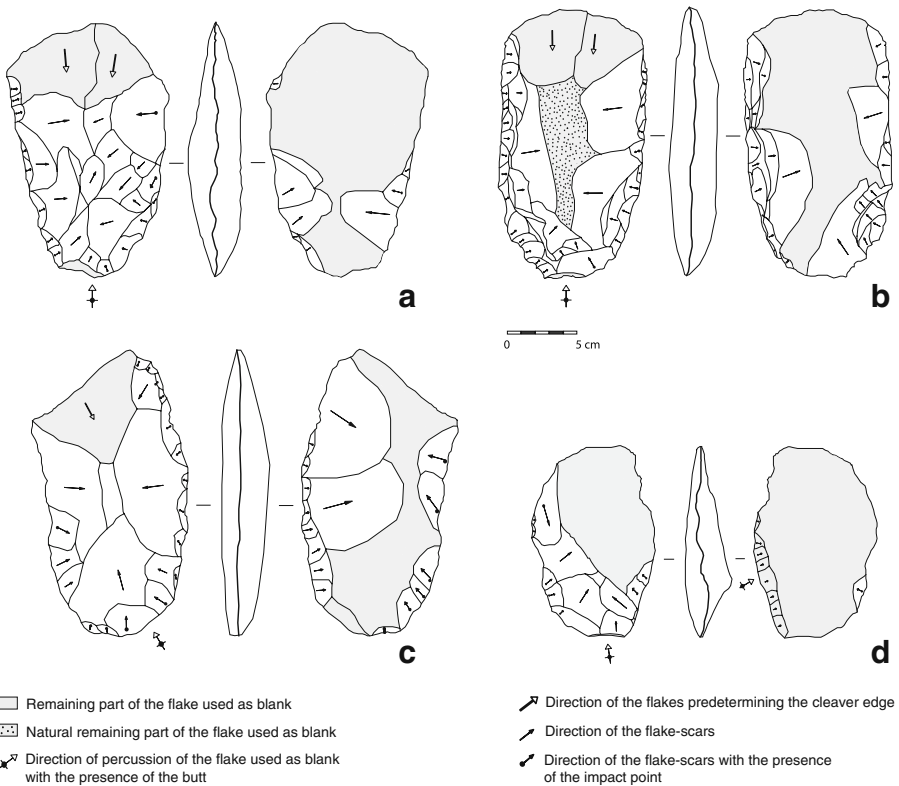 a
b
0 5 cm
c
d
Remaining part of the flake used as blank
Natural remaining part of the flake used as blank
Direction of percussion of the flake used as blank
with the presence of the butt
Direction of the flakes predetermining the cleaver edge
Direction of the flake-scars
Direction of the flake-scars with the presence
of the impact point